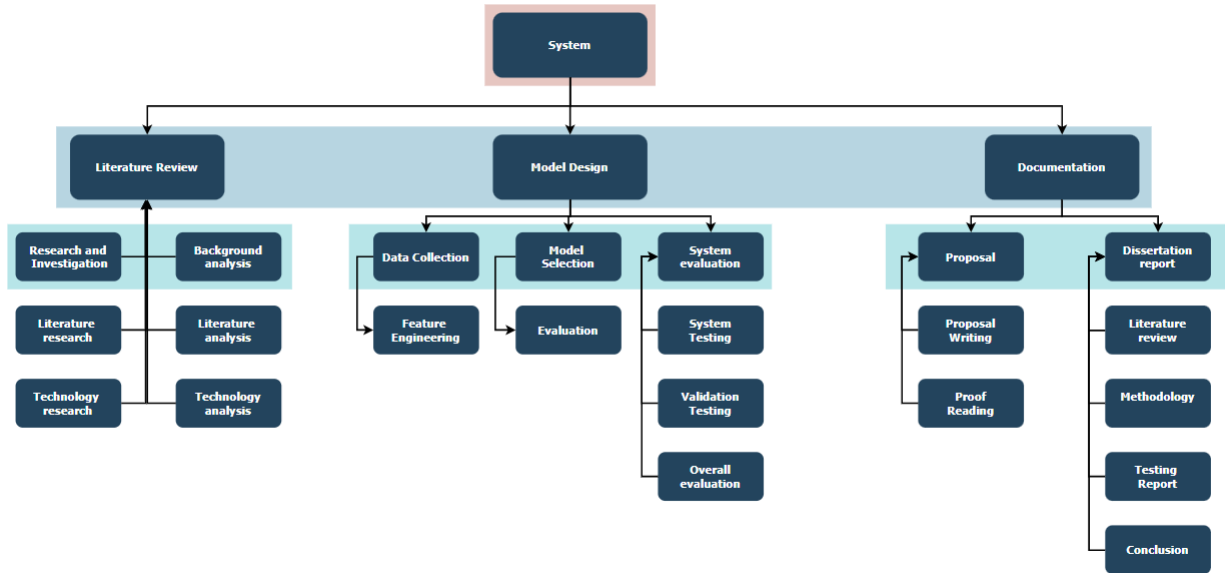 System
Literature Review
Model Design
Documentation
Research and
Investigation
Background
analysis
Data Collection
Model
Selection
System
evaluation
Proposal
Dissertation
report
Literature
research
Literature
analysis
Feature
Engineering
Evaluation
System
Testing
Proposal
Writing
Literature
review
Technology
research
Technology
analysis
Validation
Testing
Proof
Reading
Methodology
Overall
evaluation
Testing
Report
Conclusion